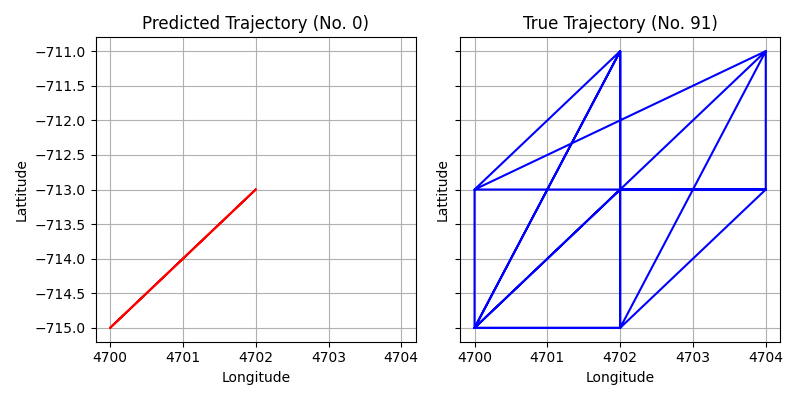 Predicted Trajectory (No. 0)
True Trajectory (No. 91)
−711.0
−711.5
−712.0
−712.5
−713.0
−713.5
−714.0
−714.5
−715.0
Lattitude
Lattitude
4700 4701 4702 4703 4704
4700 4701 4702 4703 4704
Longitude
Longitude